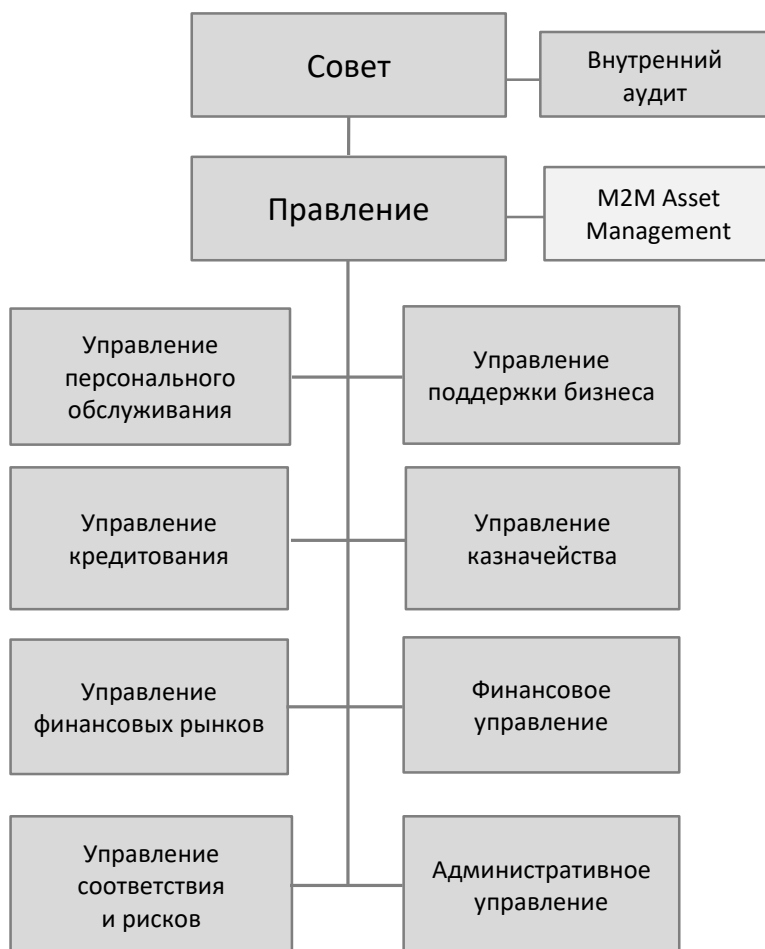 Совет
Внутренний
аудит
Правление
M2M Asset
Management
Управление
персонального
обслуживания
Управление
поддержки бизнеса
Управление
кредитования
Управление
казначейства
Управление
финансовых рынков
Финансовое
управление
Управление
соответствия
и рисков
Административное
управление